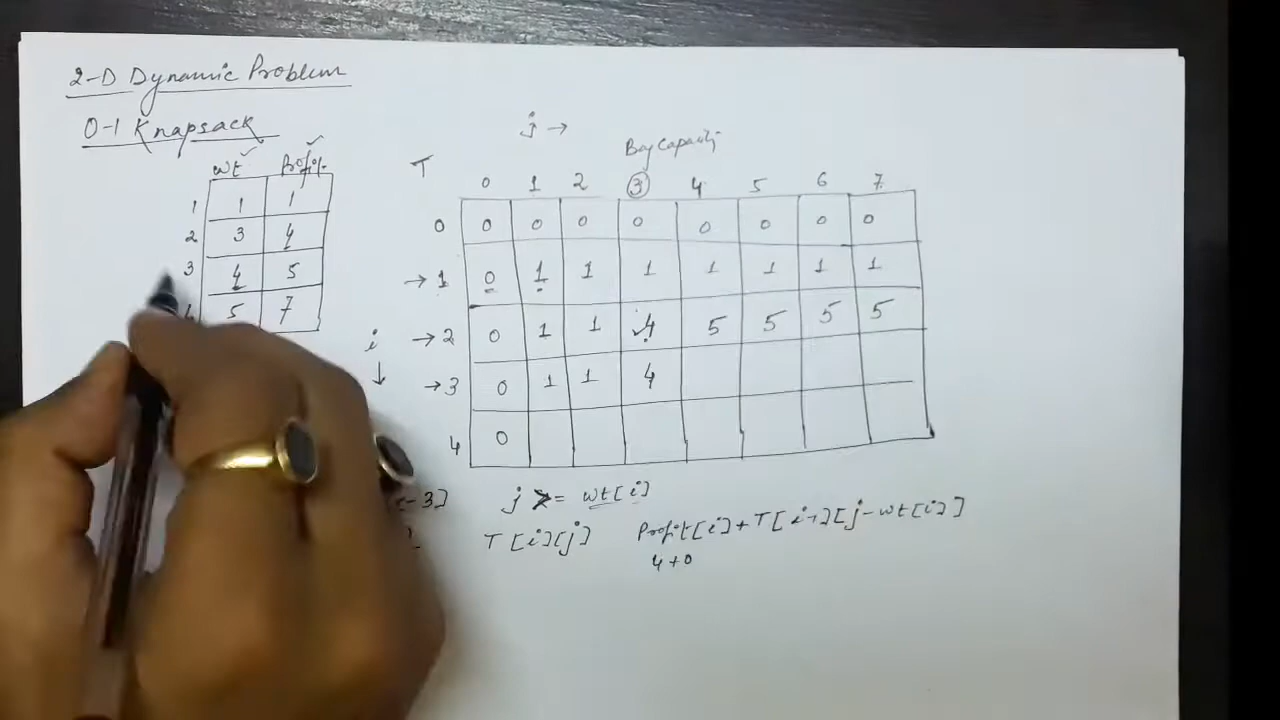 2-D Dynamic Problem
0-1 Knapsack
wt Profit
1 1 1
2 3 4
3 4 5
4 5 7
j →
T
Bag Capacity
0 1 2 3 4 5 6 7
0 0 0 0 0 0 0 0 0
→ 1 0 1 1 1 1 1 1 1
i ↓
→ 2 0 1 1 4 5 5 5 5
→ 3 0 1 1 4
4 0
-3] j >= wt[i]
T[i][j] Profit[i] + T[i-1][j-wt[i]]
4+0